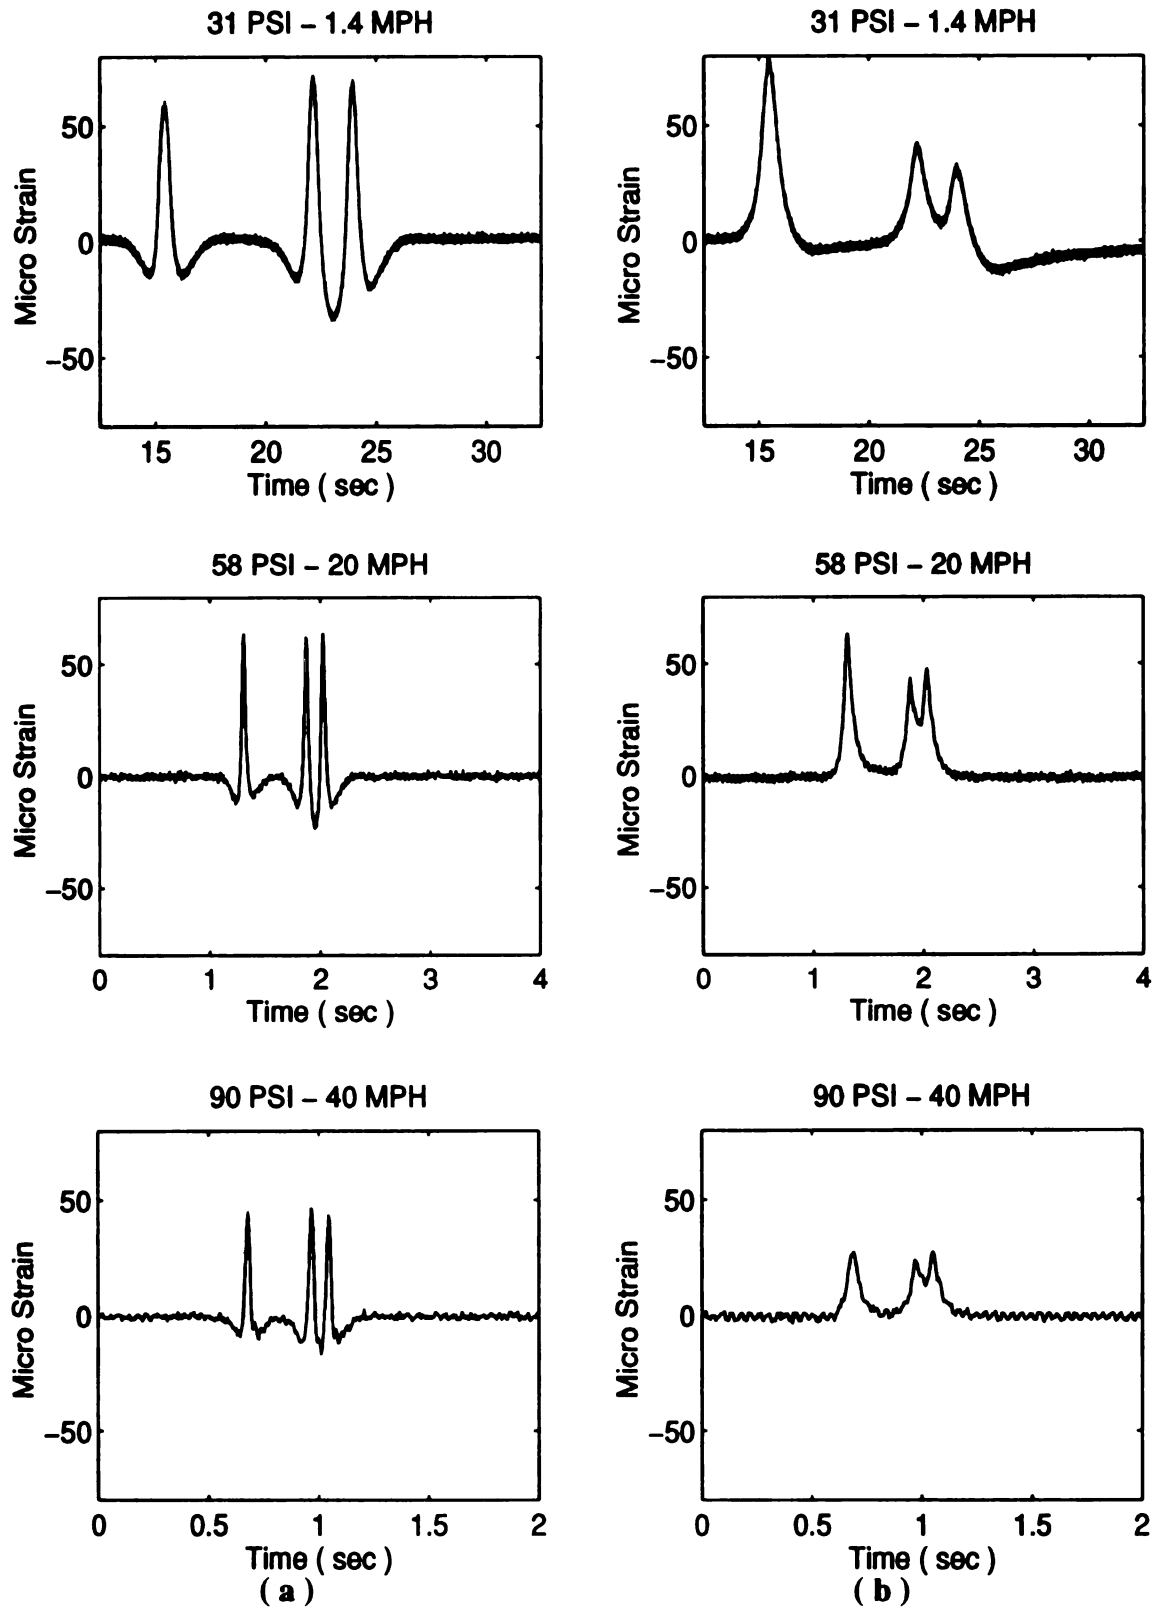 31 PSI – 1.4 MPH
Micro Strain
50
0
−50
15 20 25 30
Time ( sec )
31 PSI – 1.4 MPH
Micro Strain
50
0
−50
15 20 25 30
Time ( sec )
58 PSI – 20 MPH
Micro Strain
50
0
−50
0 1 2 3 4
Time ( sec )
58 PSI – 20 MPH
Micro Strain
50
0
−50
0 1 2 3 4
Time ( sec )
90 PSI – 40 MPH
Micro Strain
50
0
−50
0 0.5 1 1.5 2
Time ( sec )
( a )
90 PSI – 40 MPH
Micro Strain
50
0
−50
0 0.5 1 1.5 2
Time ( sec )
( b )